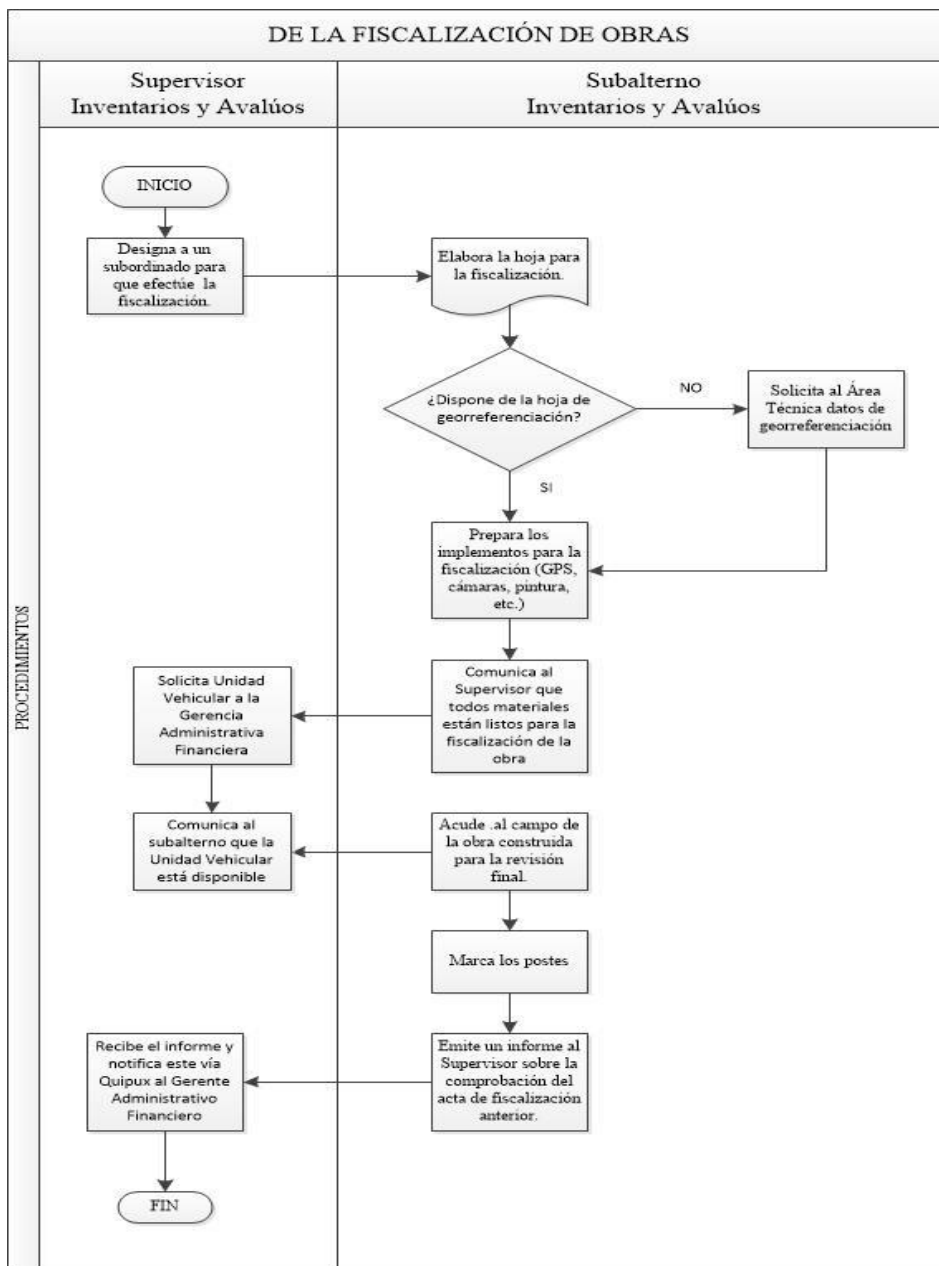 DE LA FISCALIZACIÓN DE OBRAS
Supervisor
Inventarios y Avalúos
Subalterno
Inventarios y Avalúos
PROCEDIMIENTOS
INICIO
Designa a un
subordinado para
que efectúe la
fiscalización.
Elabora la hoja para
la fiscalización.
¿Dispone de la hoja de
georreferenciación?
NO
Solicita al Área
Técnica datos de
georreferenciación
SI
Prepara los
implementos para la
fiscalización (GPS,
cámaras, pintura,
etc.)
Comunica al
Supervisor que
todos materiales
están listos para la
fiscalización de la
obra
Solicita Unidad
Vehicular a la
Gerencia
Administrativa
Financiera
Comunica al
subalterno que la
Unidad Vehicular
está disponible
Acude .al campo de
la obra construida
para la revisión
final.
Marca los postes
Emite un informe al
Supervisor sobre la
comprobación del
acta de fiscalización
anterior.
Recibe el informe y
notifica este vía
Quipux al Gerente
Administrativo
Financiero
FIN